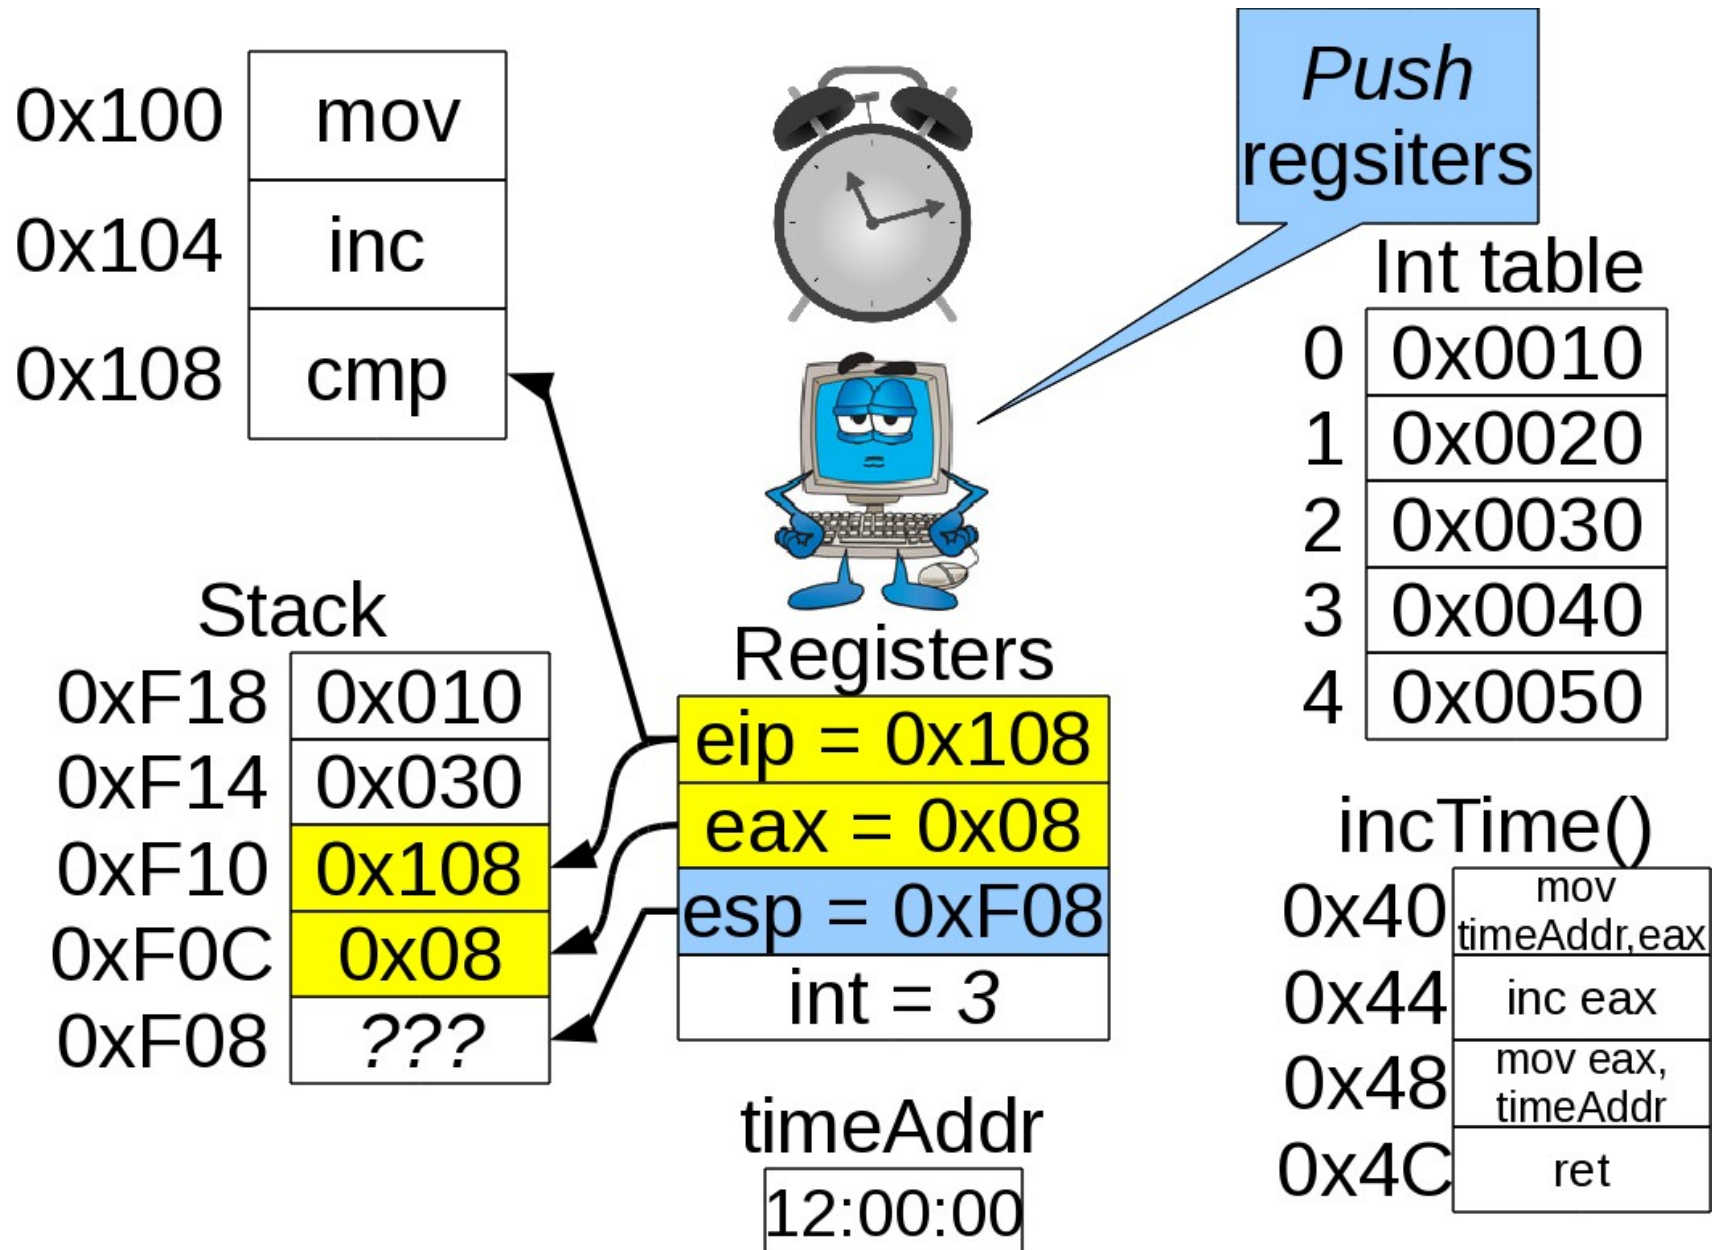 0x100 mov
0x104 inc
0x108 cmp
Push
regsiters
Int table
0 0x0010
1 0x0020
2 0x0030
3 0x0040
4 0x0050
Stack
0xF18 0x010
0xF14 0x030
0xF10 0x108
0xF0C 0x08
0xF08 ???
Registers
eip = 0x108
eax = 0x08
esp = 0xF08
int = 3
timeAddr
12:00:00
incTime()
0x40 mov
timeAddr,eax
0x44 inc eax
0x48 mov eax,
timeAddr
0x4C ret